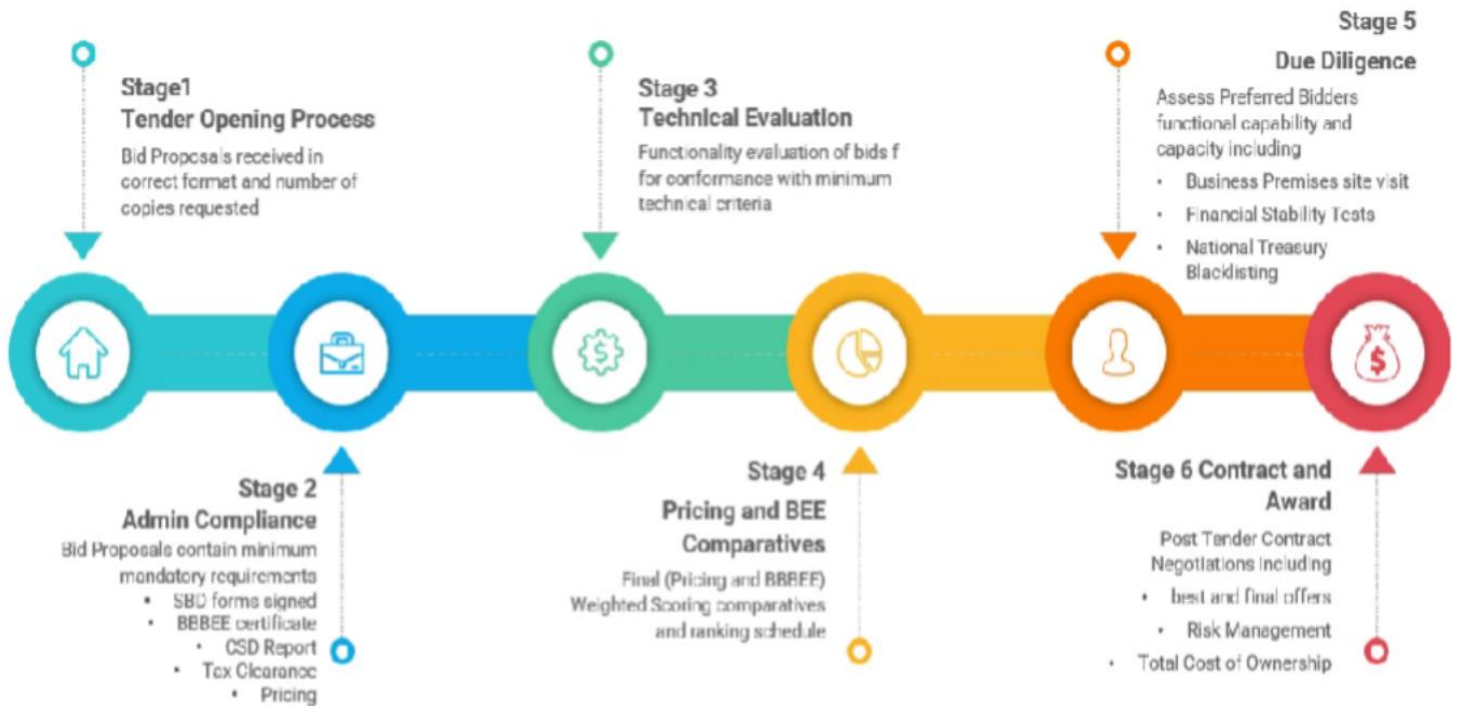 Stage1
Tender Opening Process
Bid Proposals received in
correct format and number of
copies requested
Stage 2
Admin Compliance
Bid Proposals contain minimum
mandatory requirements
• SBD forms signed
• BBBEE certificate
• CSD Report
• Tax Clearance
• Pricing
Stage 3
Technical Evaluation
Functionality evaluation of bids f
for conformance with minimum
technical criteria
Stage 4
Pricing and BEE
Comparatives
Final (Pricing and BBBEE)
Weighted Scoring comparatives
and ranking schedule
Stage 5
Due Diligence
Assess Preferred Bidders
functional capability and
capacity including
• Business Premises site visit
• Financial Stability Tests
• National Treasury
Blacklisting
Stage 6 Contract and
Award
Post Tender Contract
Negotiations including
• best and final offers
• Risk Management
• Total Cost of Ownership